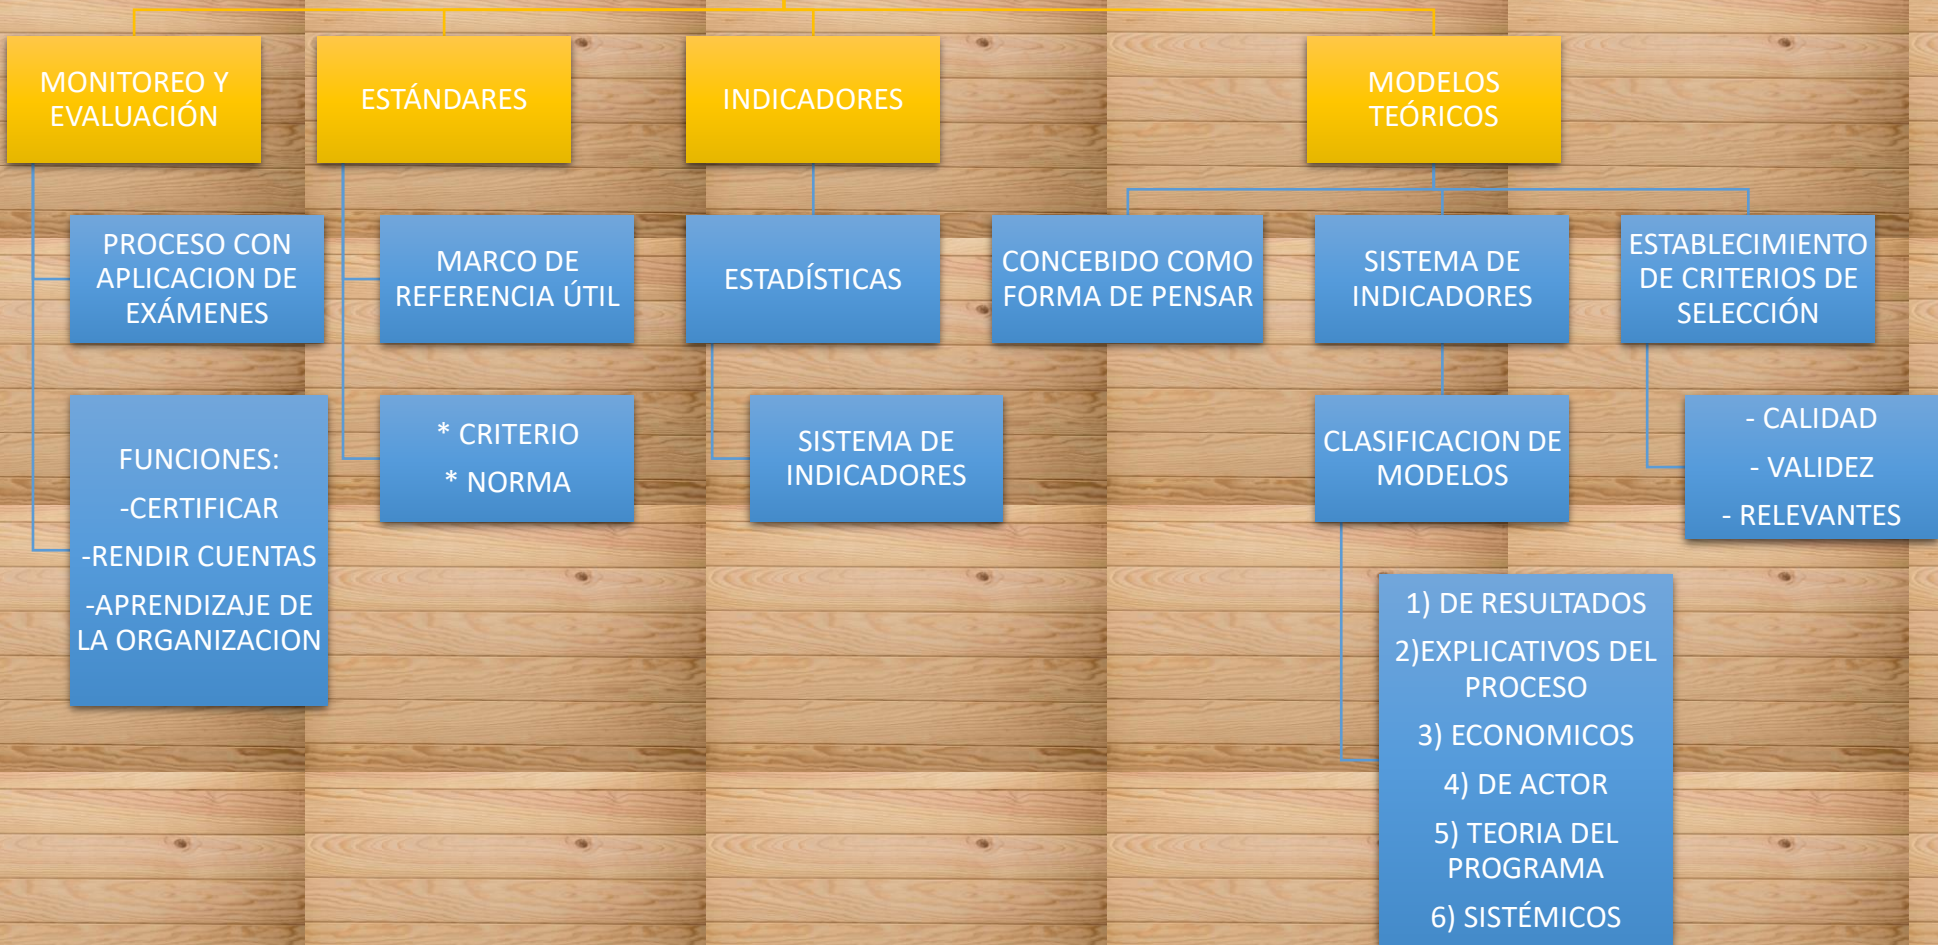 MONITOREO Y
EVALUACIÓN
ESTÁNDARES
INDICADORES
MODELOS
TEÓRICOS
PROCESO CON
APLICACION DE
EXÁMENES
MARCO DE
REFERENCIA ÚTIL
ESTADÍSTICAS
CONCEBIDO COMO
FORMA DE PENSAR
SISTEMA DE
INDICADORES
ESTABLECIMIENTO
DE CRITERIOS DE
SELECCIÓN
FUNCIONES:
-CERTIFICAR
-RENDIR CUENTAS
-APRENDIZAJE DE
LA ORGANIZACION
* CRITERIO
* NORMA
SISTEMA DE
INDICADORES
CLASIFICACION DE
MODELOS
- CALIDAD
- VALIDEZ
- RELEVANTES
1) DE RESULTADOS
2)EXPLICATIVOS DEL
PROCESO
3) ECONOMICOS
4) DE ACTOR
5) TEORIA DEL
PROGRAMA
6) SISTÉMICOS